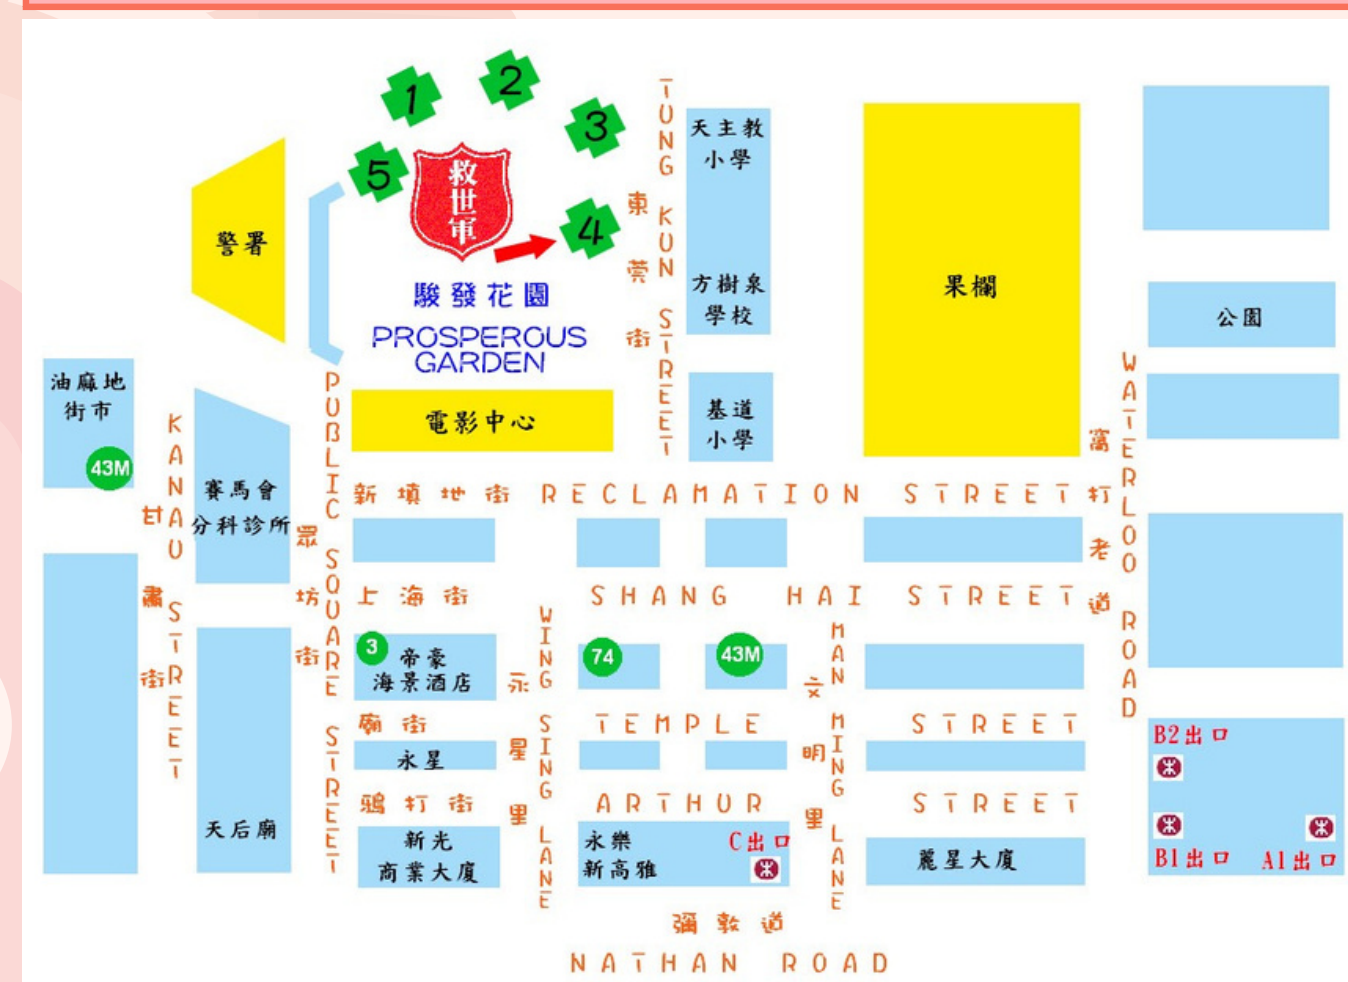 1
2
3
4
5
救世軍
駿發花園
PROSPEROUS
GARDEN
警署
電影中心
TUNG KUN STREET
東莞街
天主教
小學
方樹泉
學校
基道
小學
果欄
公園
WATERLOO ROAD
窩打老道
油麻地
街市
43M
KANAU STREET
甘肅街
賽馬會
分科診所
PUBLIC SQUARE STREET
眾坊街
新填地街 RECLAMATION STREET
上海街 SHANG HAI STREET
3
帝豪
海景酒店
74
43M
WING SING LANE
永星里
MAN MING LANE
文明里
廟街 TEMPLE STREET
永星
鴉打街 ARTHUR STREET
天后廟
新光
商業大廈
永樂
新高雅
C出口
麗星大廈
B2出口
B1出口
A1出口
彌敦道
NATHAN ROAD